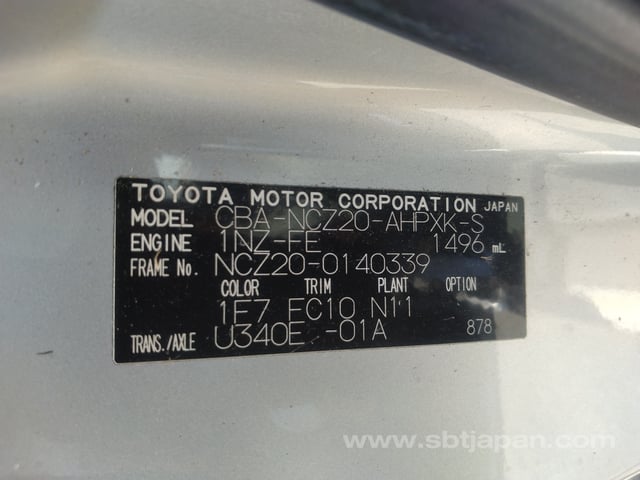 TOYOTA MOTOR CORPORATION JAPAN
MODEL CBA-NCZ20-AHPXK-S
ENGINE 1NZ-FE 1496 mL
FRAME No. NCZ20-0140339
COLOR TRIM PLANT OPTION
1E7 FC10 N11
TRANS./AXLE U340E -01A 878
www.sbtjapan.com